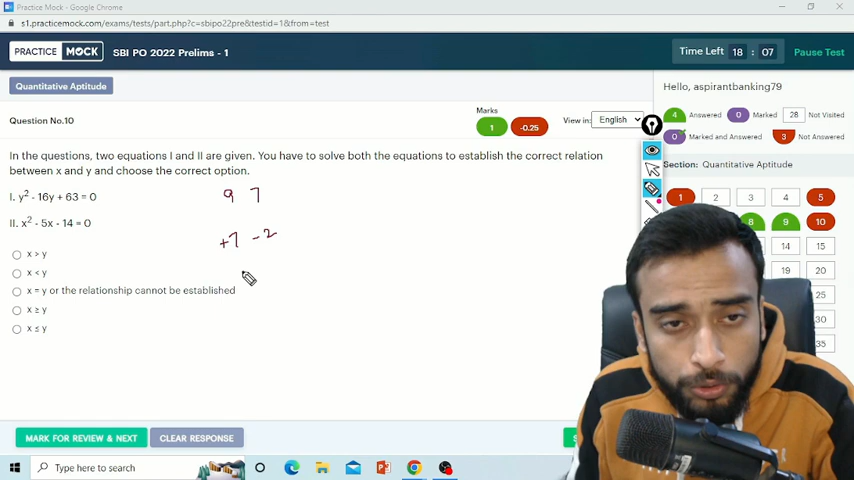 Practice Mock - Google Chrome
s1.practicemock.com/exams/tests/part.php?c=sbipo22pre&testid=1&from=test
PRACTICE MOCK SBI PO 2022 Prelims - 1 Time Left 18 : 07 Pause Test
Quantitative Aptitude
Hello, aspirantbanking79
Question No.10
Marks
1 -0.25
View in: English
4 Answered 0 Marked 28 Not Visited
0 Marked and Answered 3 Not Answered
Section: Quantitative Aptitude
In the questions, two equations I and II are given. You have to solve both the equations to establish the correct relation
between x and y and choose the correct option.
I. y² - 16y + 63 = 0
9 7
II. x² - 5x - 14 = 0
+7 -2
x > y
x < y
x = y or the relationship cannot be established
x ≥ y
x ≤ y
1 2 3 4 5
8 9 10
14 15
19 20
25
30
35
MARK FOR REVIEW & NEXT CLEAR RESPONSE
Type here to search